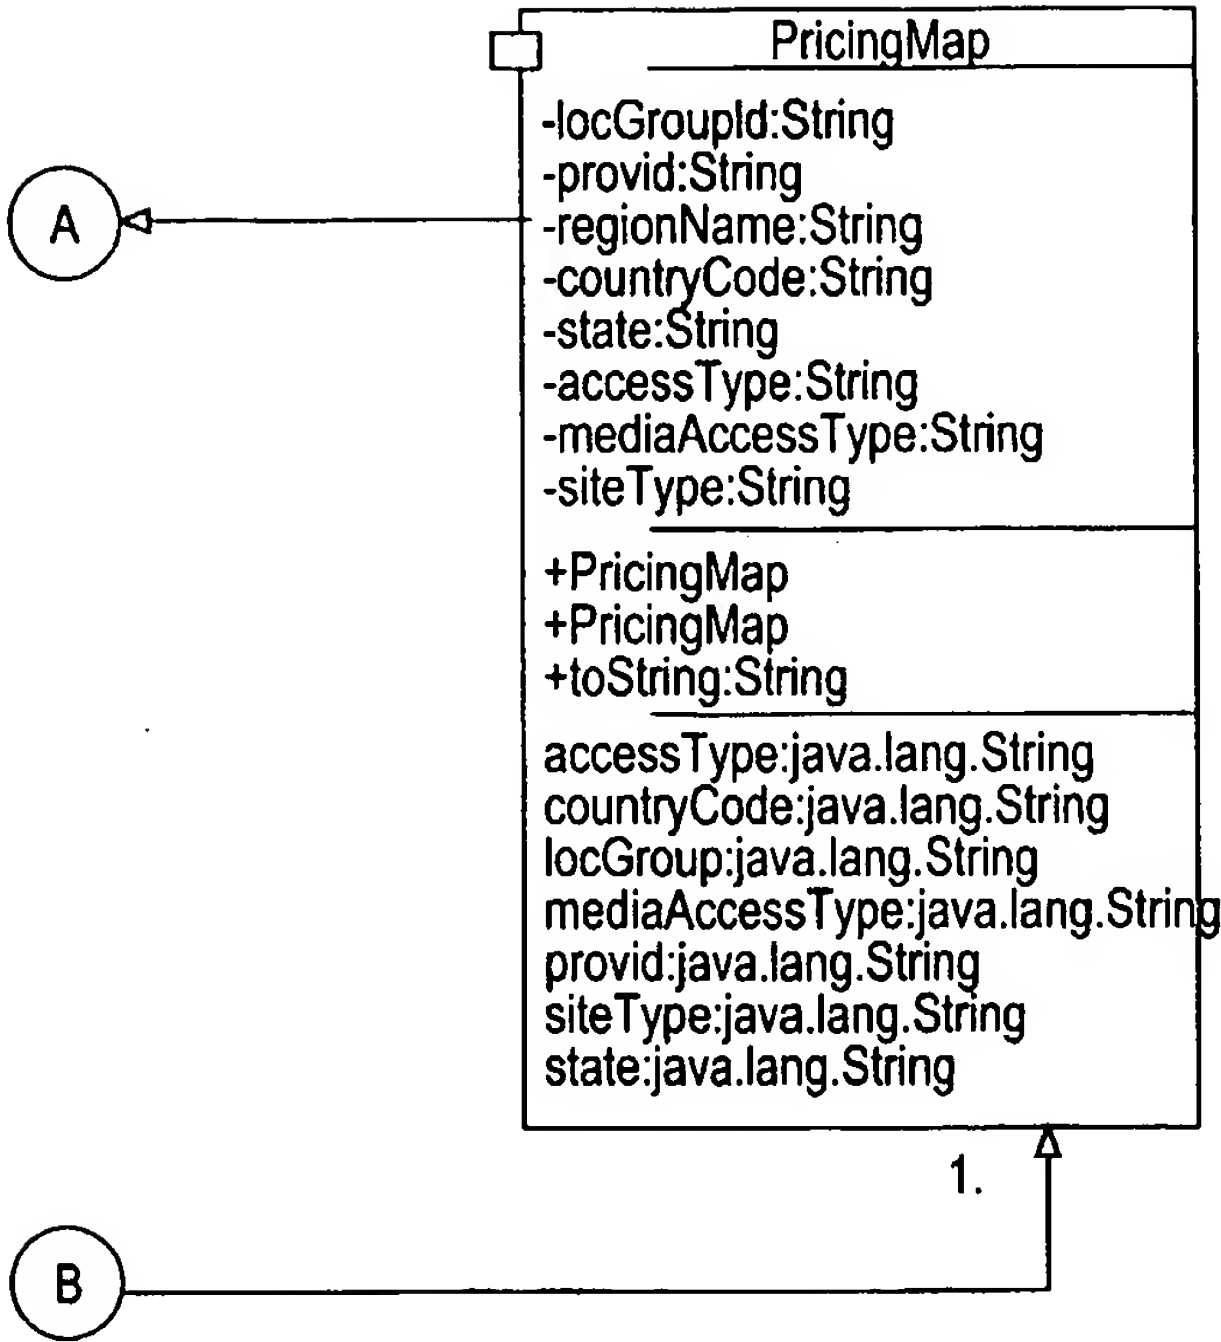 PricingMap
-locGroupId:String
-provid:String
A
-regionName:String
-countryCode:String
-state:String
-accessType:String
-mediaAccessType:String
-siteType:String
+PricingMap
+PricingMap
+toString:String
accessType:java.lang.String
countryCode:java.lang.String
locGroup:java.lang.String
mediaAccessType:java.lang.String
provid:java.lang.String
siteType:java.lang.String
state:java.lang.String
1.
B